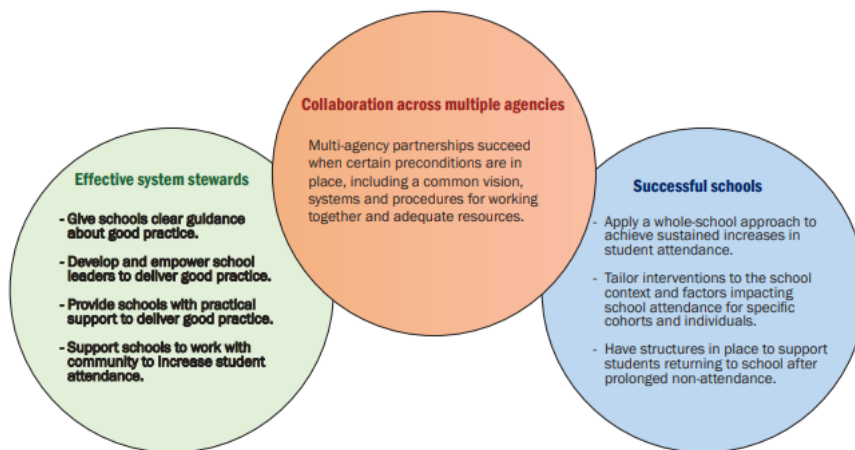 Collaboration across multiple agencies
Multi-agency partnerships succeed
when certain preconditions are in
place, including a common vision,
systems and procedures for working
together and adequate resources.
Effective system stewards
- Give schools clear guidance
about good practice.
- Develop and empower school
leaders to deliver good practice.
- Provide schools with practical
support to deliver good practice.
- Support schools to work with
community to increase student
attendance.
Successful schools
- Apply a whole-school approach to
achieve sustained increases in
student attendance.
- Tailor interventions to the school
context and factors impacting
school attendance for specific
cohorts and individuals.
- Have structures in place to support
students returning to school after
prolonged non-attendance.